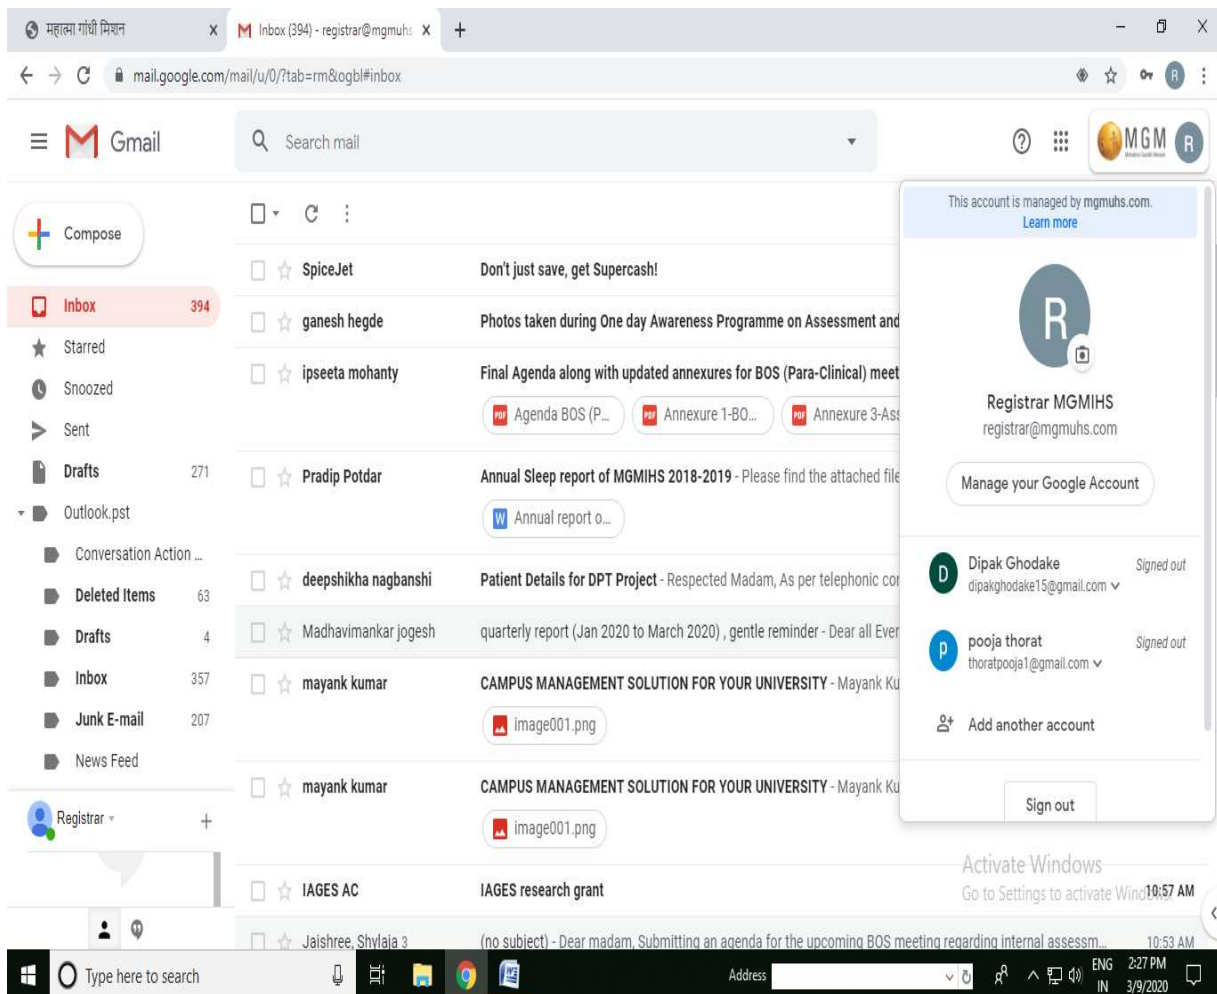 महात्मा गांधी मिशन
Inbox (394) - registrar@mgmuhs
mail.google.com/mail/u/0/?tab=rm&ogbl#inbox
R
Gmail
Search mail
MGM
R
Compose
Inbox 394
Starred
Snoozed
Sent
Drafts 271
Outlook.pst
Conversation Action ...
Deleted Items 63
Drafts 4
Inbox 357
Junk E-mail 207
News Feed
Registrar
SpiceJet Don't just save, get Supercash!
ganesh hegde Photos taken during One day Awareness Programme on Assessment and
ipseeta mohanty Final Agenda along with updated annexures for BOS (Para-Clinical) meet
PDF Agenda BOS (P... PDF Annexure 1-BO... PDF Annexure 3-Ass
Pradip Potdar Annual Sleep report of MGMIHS 2018-2019 - Please find the attached file
W Annual report o...
deepshikha nagbanshi Patient Details for DPT Project - Respected Madam, As per telephonic cor
Madhavimankar jogesh quarterly report (Jan 2020 to March 2020) , gentle reminder - Dear all Ever
mayank kumar CAMPUS MANAGEMENT SOLUTION FOR YOUR UNIVERSITY - Mayank Ku
image001.png
mayank kumar CAMPUS MANAGEMENT SOLUTION FOR YOUR UNIVERSITY - Mayank Ku
image001.png
IAGES AC IAGES research grant 10:57 AM
Jaishree, Shylaja 3 (no subject) - Dear madam, Submitting an agenda for the upcoming BOS meeting regarding internal assessm... 10:53 AM
This account is managed by mgmuhs.com.
Learn more
R
Registrar MGMIHS
registrar@mgmuhs.com
Manage your Google Account
D Dipak Ghodake Signed out
dipakghodake15@gmail.com
p pooja thorat Signed out
thoratpooja1@gmail.com
Add another account
Sign out
Activate Windows
Go to Settings to activate Windows.
Type here to search
Address
ENG
IN
2:27 PM
3/9/2020